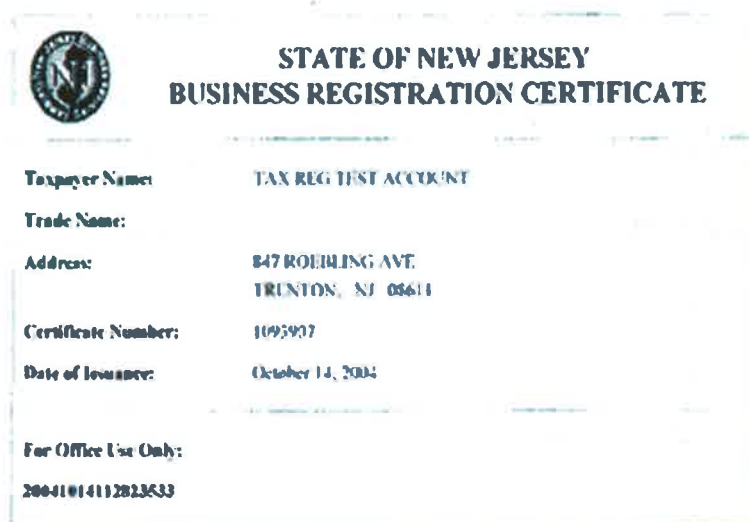 STATE OF NEW JERSEY
BUSINESS REGISTRATION CERTIFICATE
Taxpayer Name: TAX REG TEST ACCOUNT
Trade Name:
Address: 847 ROEBLING AVE
TRENTON, NJ 08611
Certificate Number: 1093907
Date of Issuance: October 14, 2004
For Office Use Only:
20041014112823533